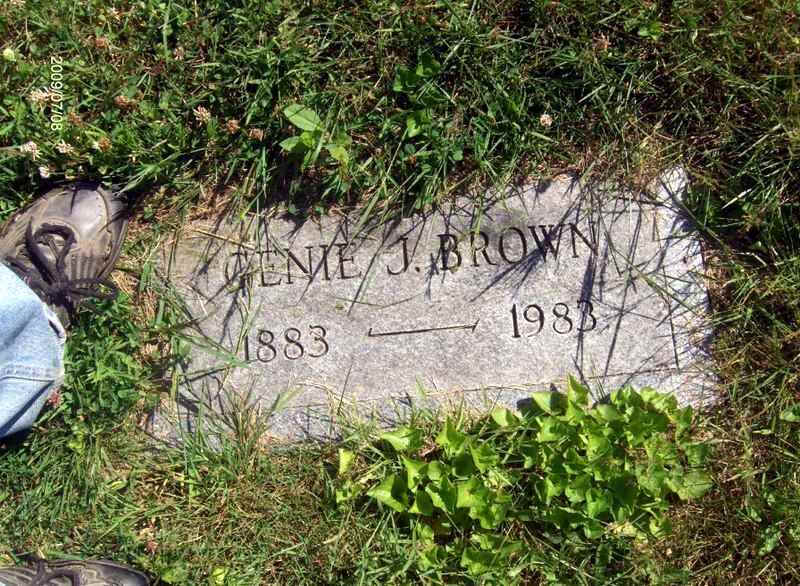 2009/07/08
GENIE J. BROWN
1883 — 1983